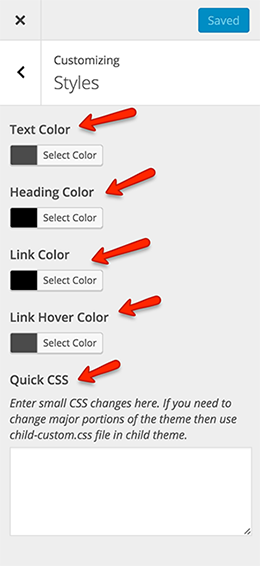 Saved
Customizing
Styles
Text Color
Select Color
Heading Color
Select Color
Link Color
Select Color
Link Hover Color
Select Color
Quick CSS
Enter small CSS changes here. If you need to
change major portions of the theme then use
child-custom.css file in child theme.